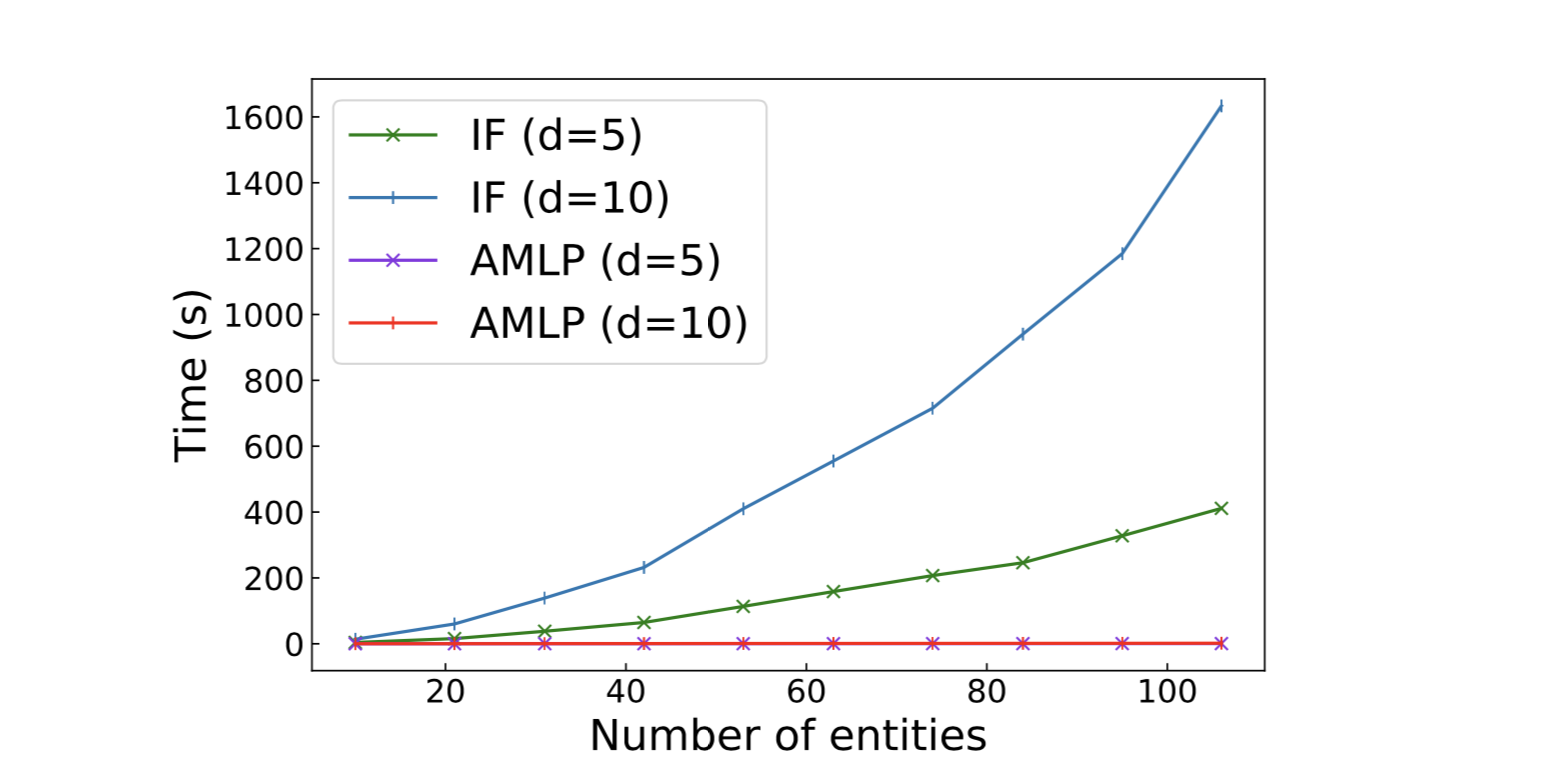 1600
1400
1200
1000
800
600
400
200
0
Time (s)
IF (d=5)
IF (d=10)
AMLP (d=5)
AMLP (d=10)
20 40 60 80 100
Number of entities